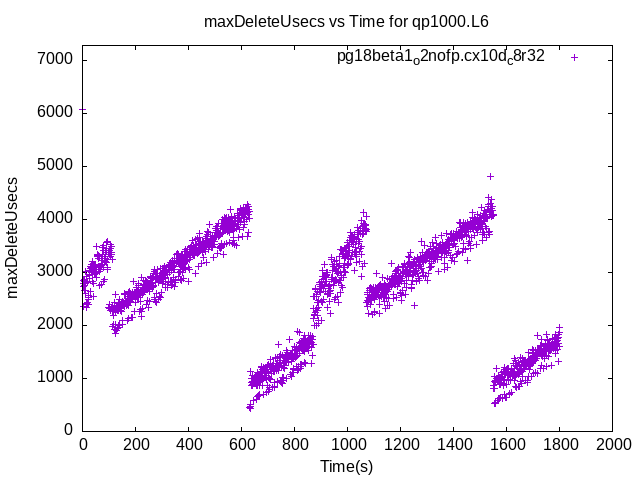 maxDeleteUsecs vs Time for qp1000.L6
pg18beta1o2nofp.cx10dc8r32
7000
6000
5000
4000
3000
2000
1000
0
maxDeleteUsecs
0 200 400 600 800 1000 1200 1400 1600 1800 2000
Time(s)